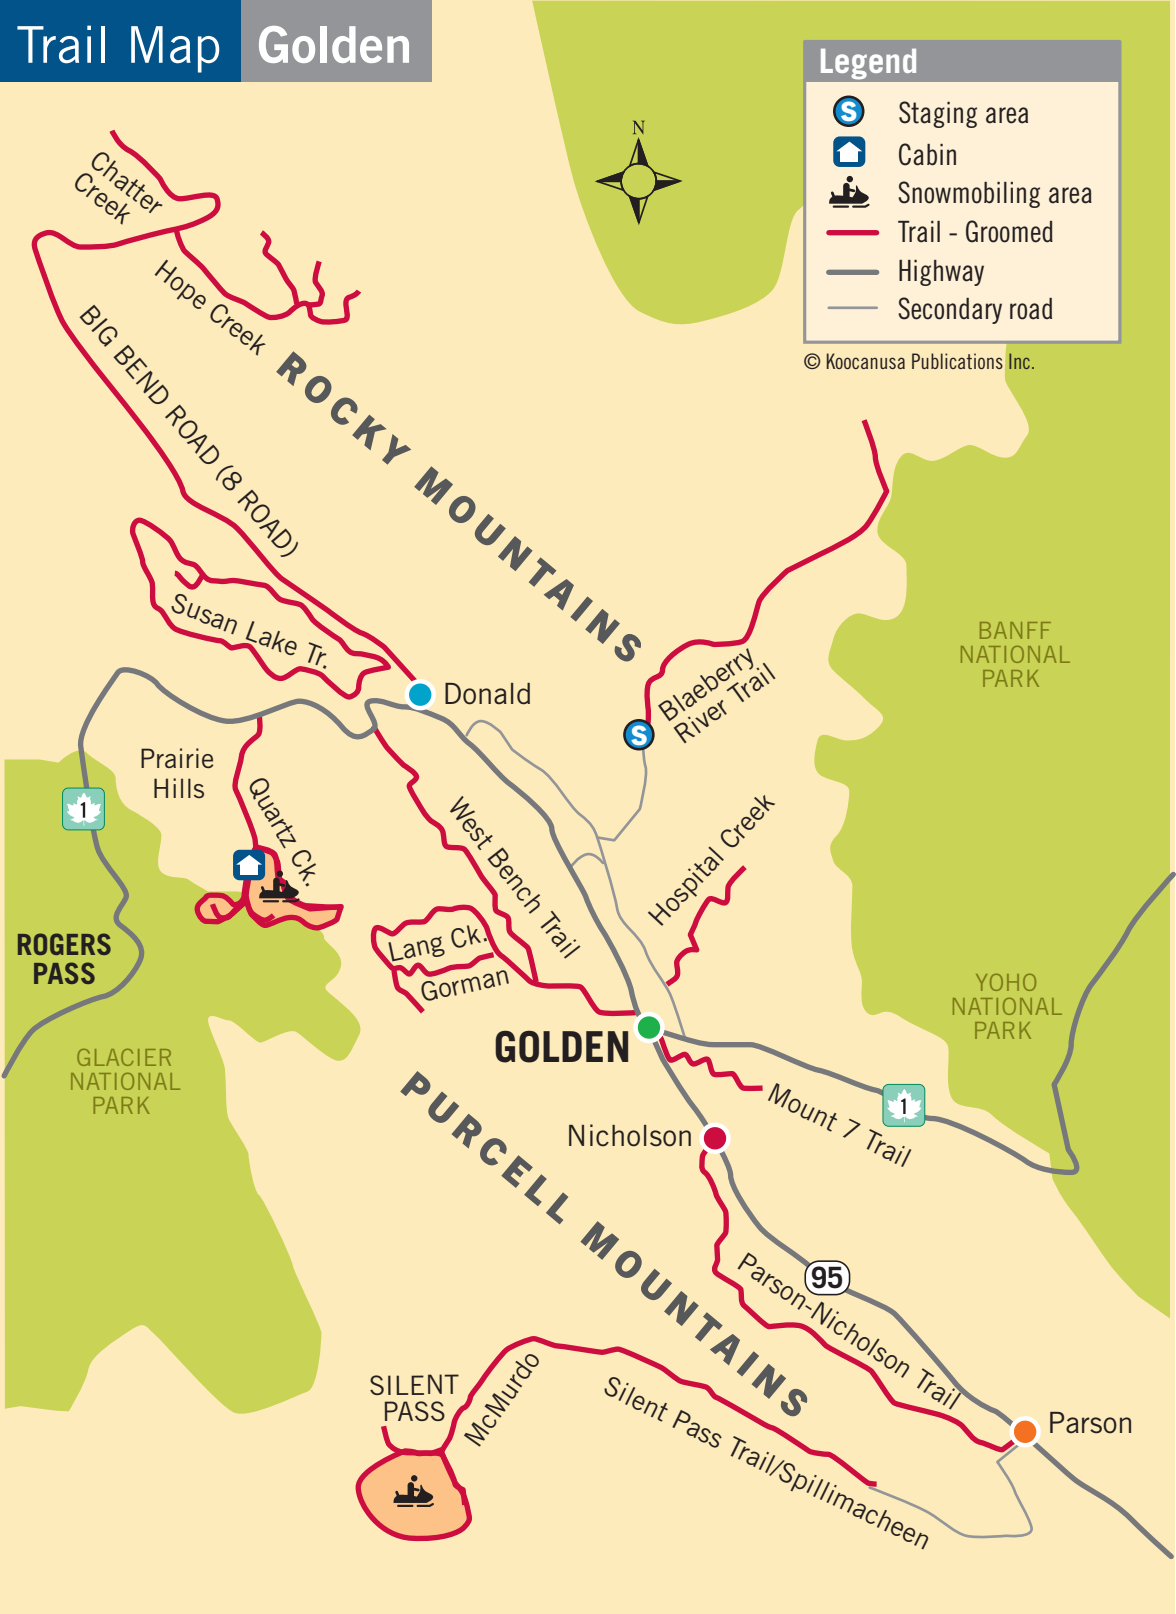 Trail Map Golden
Legend
S Staging area
Cabin
Snowmobiling area
Trail - Groomed
Highway
Secondary road
© Koocanusa Publications Inc.
N
Chatter
Creek
Hope Creek
BIG BEND ROAD (8 ROAD)
ROCKY MOUNTAINS
Susan Lake Tr.
Donald
BANFF
NATIONAL
PARK
Blaeberry
River Trail
S
Prairie
Hills
Quartz Ck.
1
West Bench Trail
Hospital Creek
Lang Ck.
Gorman
ROGERS
PASS
YOHO
NATIONAL
PARK
GOLDEN
GLACIER
NATIONAL
PARK
1
Mount 7 Trail
PURCELL MOUNTAINS
Nicholson
95
Parson-Nicholson Trail
SILENT
PASS
McMurdo
Silent Pass Trail/Spillimacheen
Parson